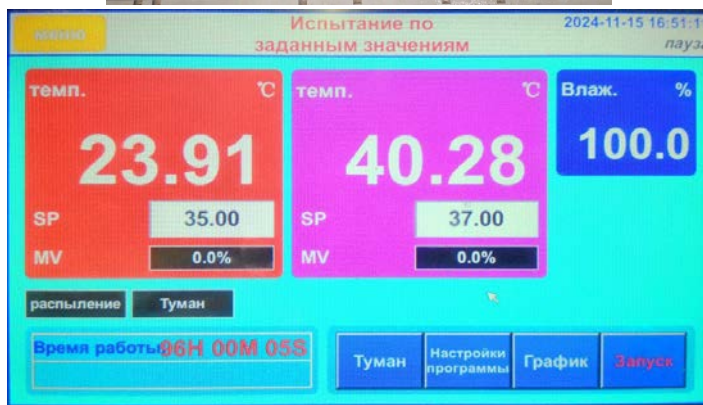 меню
Испытание по
заданным значениям
2024-11-15 16:51:1
пауза
темп. ℃
23.91
SP 35.00
MV 0.0%
темп. ℃
40.28
SP 37.00
MV 0.0%
Влаж. %
100.0
распыление Туман
Время работы 96H 00M 05S
Туман
Настройки
программы
График
Запуск